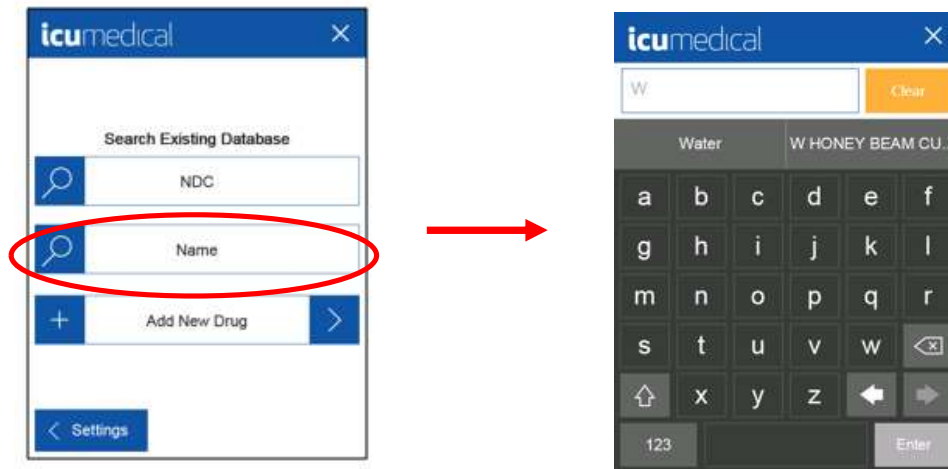 icumedical
Search Existing Database
NDC
Name
Add New Drug
Settings
icumedical
W
Clear
Water
W HONEY BEAM CU..
a b c d e f
g h i j k l
m n o p q r
s t u v w
x y z
123
Enter